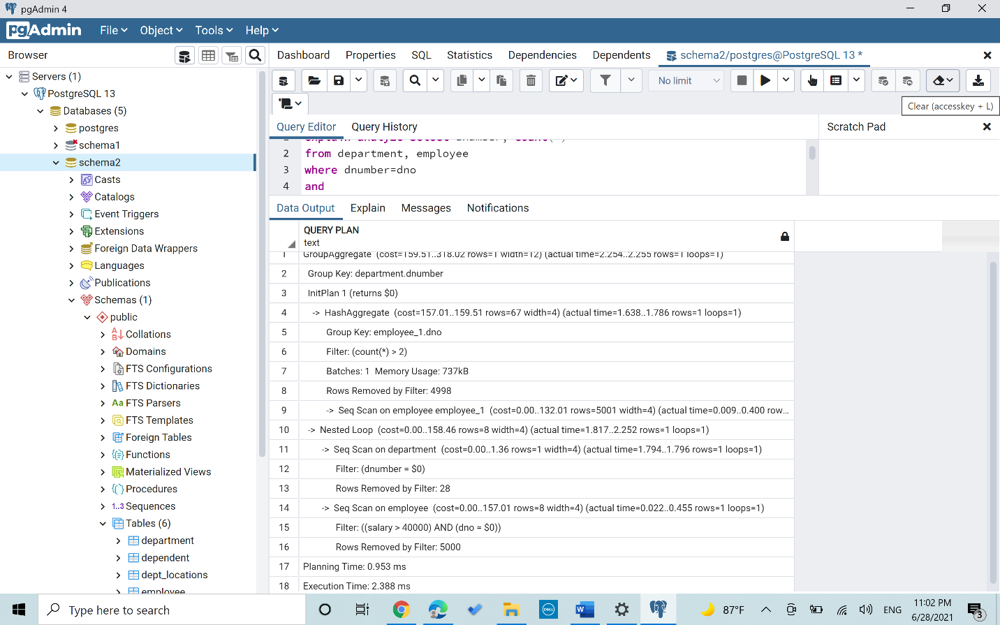 pgAdmin 4
pgAdmin File Object Tools Help
Browser
Dashboard Properties SQL Statistics Dependencies Dependents schema2/postgres@PostgreSQL 13 *
No limit
Clear (accesskey + L)
Servers (1)
PostgreSQL 13
Databases (5)
postgres
schema1
schema2
Casts
Catalogs
Event Triggers
Extensions
Foreign Data Wrappers
Languages
Publications
Schemas (1)
public
Collations
Domains
FTS Configurations
FTS Dictionaries
Aa FTS Parsers
FTS Templates
Foreign Tables
Functions
Materialized Views
Procedures
1..3 Sequences
Tables (6)
department
dependent
dept_locations
employee
Query Editor Query History
Scratch Pad
explain analyze select dnumber, count(*)
2 from department, employee
3 where dnumber=dno
4 and
Data Output Explain Messages Notifications
QUERY PLAN
text
1 GroupAggregate (cost=159.51..318.02 rows=1 width=12) (actual time=2.254..2.255 rows=1 loops=1)
2 Group Key: department.dnumber
3 InitPlan 1 (returns $0)
4 -> HashAggregate (cost=157.01..159.51 rows=67 width=4) (actual time=1.638..1.786 rows=1 loops=1)
5 Group Key: employee_1.dno
6 Filter: (count(*) > 2)
7 Batches: 1 Memory Usage: 737kB
8 Rows Removed by Filter: 4998
9 -> Seq Scan on employee employee_1 (cost=0.00..132.01 rows=5001 width=4) (actual time=0.009..0.400 row...
10 -> Nested Loop (cost=0.00..158.46 rows=8 width=4) (actual time=1.817..2.252 rows=1 loops=1)
11 -> Seq Scan on department (cost=0.00..1.36 rows=1 width=4) (actual time=1.794..1.796 rows=1 loops=1)
12 Filter: (dnumber = $0)
13 Rows Removed by Filter: 28
14 -> Seq Scan on employee (cost=0.00..157.01 rows=8 width=4) (actual time=0.022..0.455 rows=1 loops=1)
15 Filter: ((salary > 40000) AND (dno = $0))
16 Rows Removed by Filter: 5000
17 Planning Time: 0.953 ms
18 Execution Time: 2.388 ms
Type here to search
DELL
W
87°F
ENG
11:02 PM
6/28/2021
3